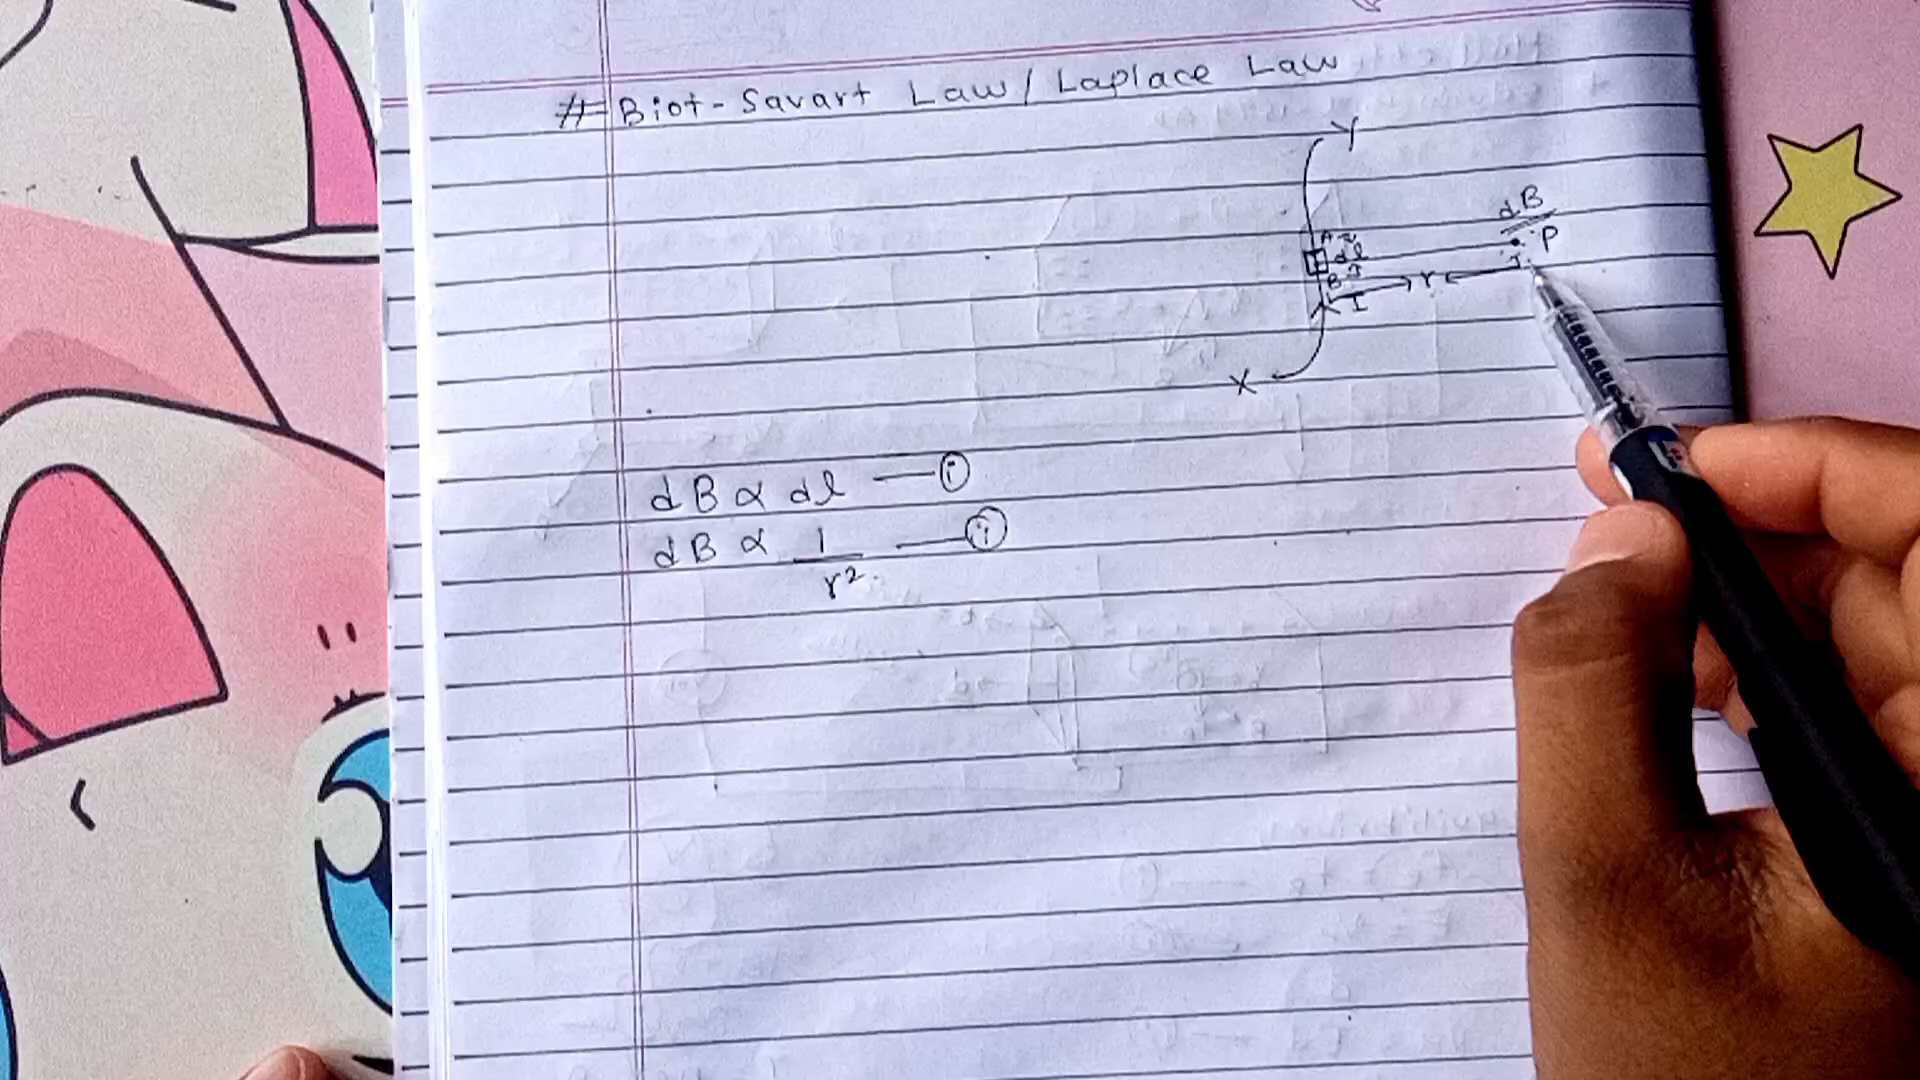 # Biot-Savart Law / Laplace Law
Y
dB
A
P
dl
B
r
I
X
dB ∝ dl — (i)
dB ∝ 1/r² — (ii)